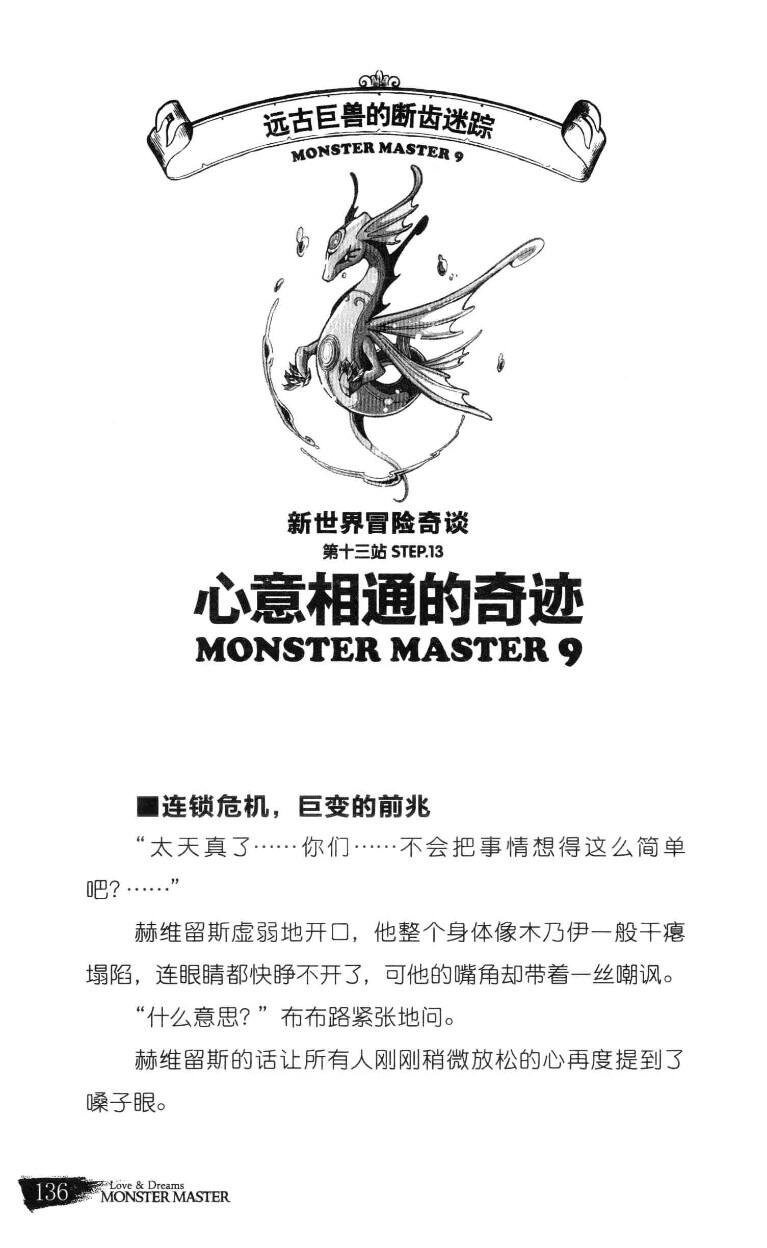 远古巨兽的断齿迷踪
MONSTER MASTER 9
新世界冒险奇谈
第十三站 STEP.13
心意相通的奇迹
MONSTER MASTER 9
■连锁危机，巨变的前兆
“太天真了……你们……不会把事情想得这么简单
吧？……”
赫维留斯虚弱地开口，他整个身体像木乃伊一般干瘪
塌陷，连眼睛都快睁不开了，可他的嘴角却带着一丝嘲讽。
“什么意思？”布布路紧张地问。
赫维留斯的话让所有人刚刚稍微放松的心再度提到了
嗓子眼。
136
Love & Dreams
MONSTER MASTER